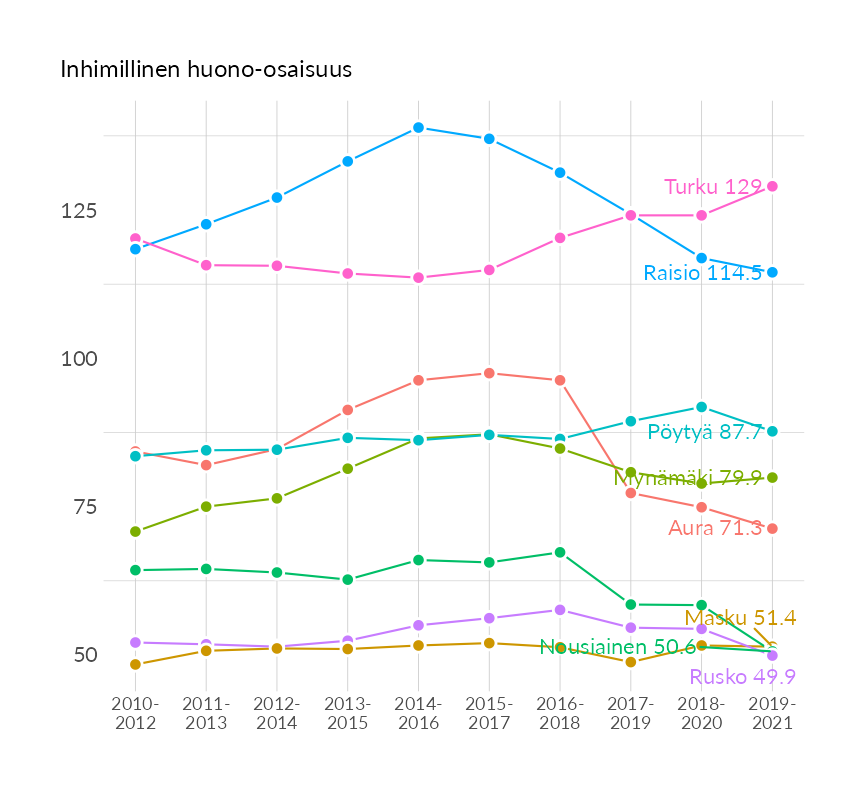 Inhimillinen huono-osaisuus
125
100
75
50
Turku 129
Raisio 114.5
Pöytyä 87.7
Mynämäki 79.9
Aura 71.3
Masku 51.4
Nousiainen 50.6
Rusko 49.9
2010-
2012
2011-
2013
2012-
2014
2013-
2015
2014-
2016
2015-
2017
2016-
2018
2017-
2019
2018-
2020
2019-
2021